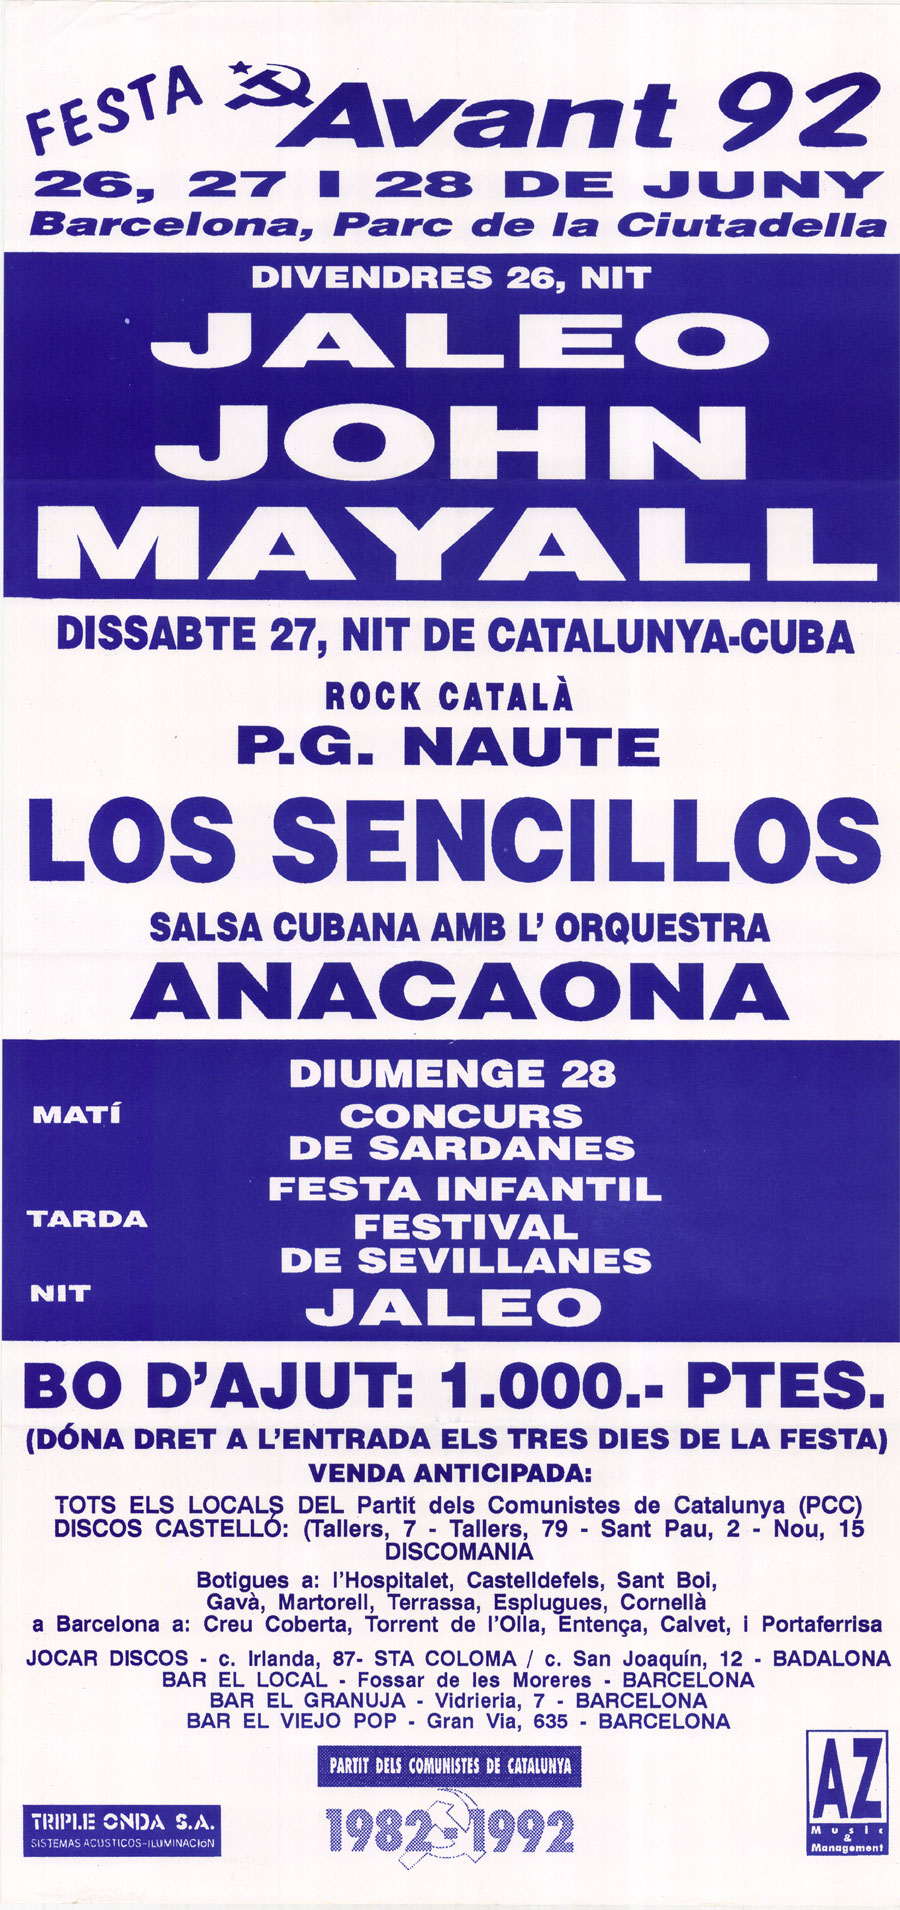 FESTA Avant 92
26, 27 I 28 DE JUNY
Barcelona, Parc de la Ciutadella
DIVENDRES 26, NIT
JALEO
JOHN
MAYALL
DISSABTE 27, NIT DE CATALUNYA-CUBA
ROCK CATALÀ
P.G. NAUTE
LOS SENCILLOS
SALSA CUBANA AMB L' ORQUESTRA
ANACAONA
DIUMENGE 28
MATÍ CONCURS
DE SARDANES
FESTA INFANTIL
TARDA FESTIVAL
DE SEVILLANES
NIT JALEO
BO D'AJUT: 1.000.- PTES.
(DÓNA DRET A L'ENTRADA ELS TRES DIES DE LA FESTA)
VENDA ANTICIPADA:
TOTS ELS LOCALS DEL Partit dels Comunistes de Catalunya (PCC)
DISCOS CASTELLÓ: (Tallers, 7 - Tallers, 79 - Sant Pau, 2 - Nou, 15
DISCOMANIA
Botigues a: l'Hospitalet, Castelldefels, Sant Boi,
Gavà, Martorell, Terrassa, Esplugues, Cornellà
a Barcelona a: Creu Coberta, Torrent de l'Olla, Entença, Calvet, i Portaferrisa
JOCAR DISCOS - c. Irlanda, 87- STA COLOMA / c. San Joaquín, 12 - BADALONA
BAR EL LOCAL - Fossar de les Moreres - BARCELONA
BAR EL GRANUJA - Vidrieria, 7 - BARCELONA
BAR EL VIEJO POP - Gran Via, 635 - BARCELONA
PARTIT DELS COMUNISTES DE CATALUNYA
1982-1992
TRIPLE ONDA S.A.
SISTEMAS ACUSTICOS-ILUMINACIóN
AZ
Music
&
Management